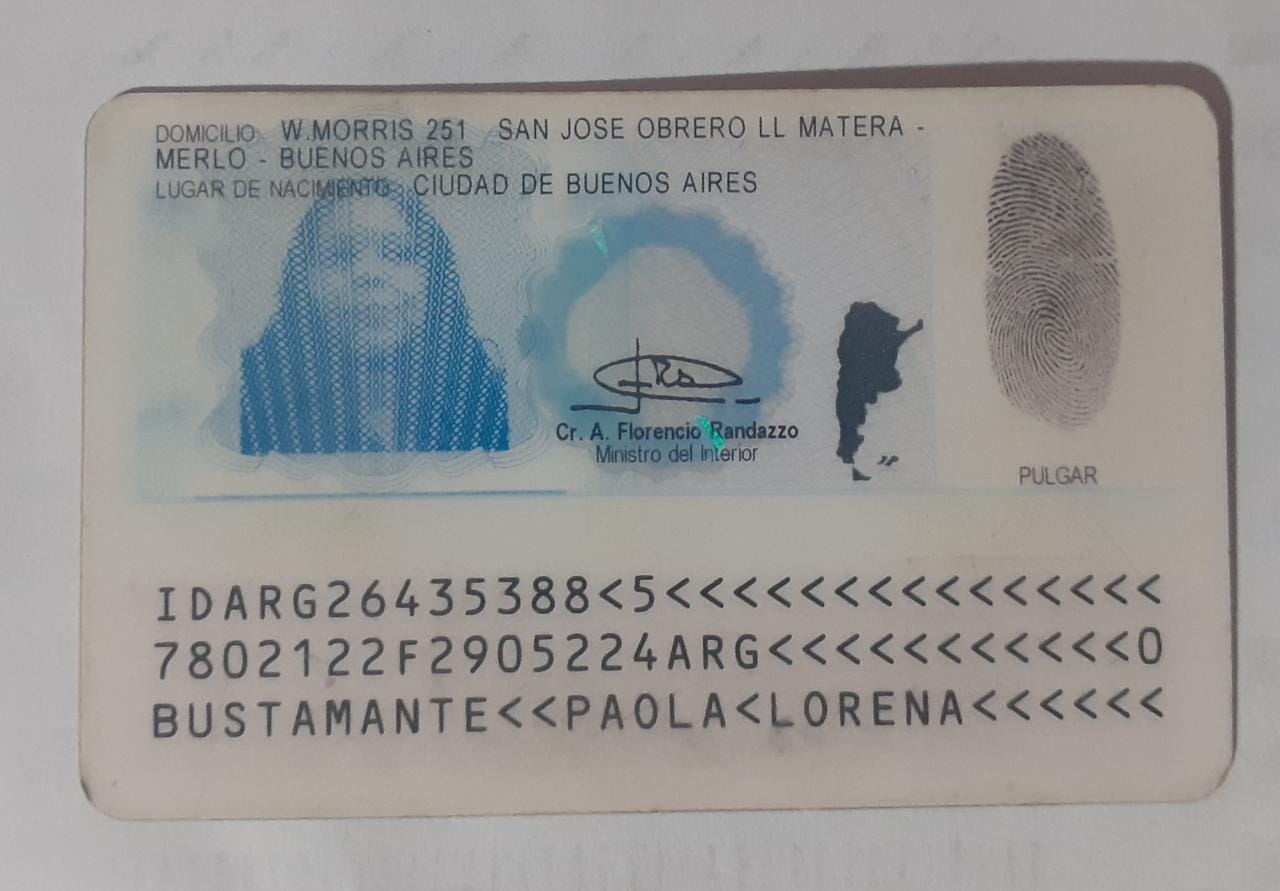 DOMICILIO: W.MORRIS 251 SAN JOSE OBRERO LL MATERA -
MERLO - BUENOS AIRES
LUGAR DE NACIMIENTO: CIUDAD DE BUENOS AIRES
Cr. A. Florencio Randazzo
Ministro del Interior
PULGAR
IDARG26435388<5<<<<<<<<<<<<<<<
7802122F2905224ARG<<<<<<<<<<<0
BUSTAMANTE<<PAOLA<LORENA<<<<<<